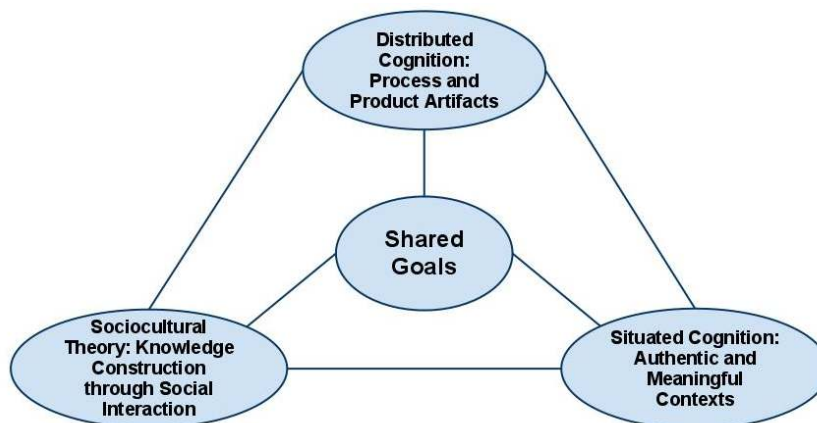 Distributed
Cognition:
Process and
Product Artifacts
Shared
Goals
Sociocultural
Theory: Knowledge
Construction
through Social
Interaction
Situated Cognition:
Authentic and
Meaningful
Contexts